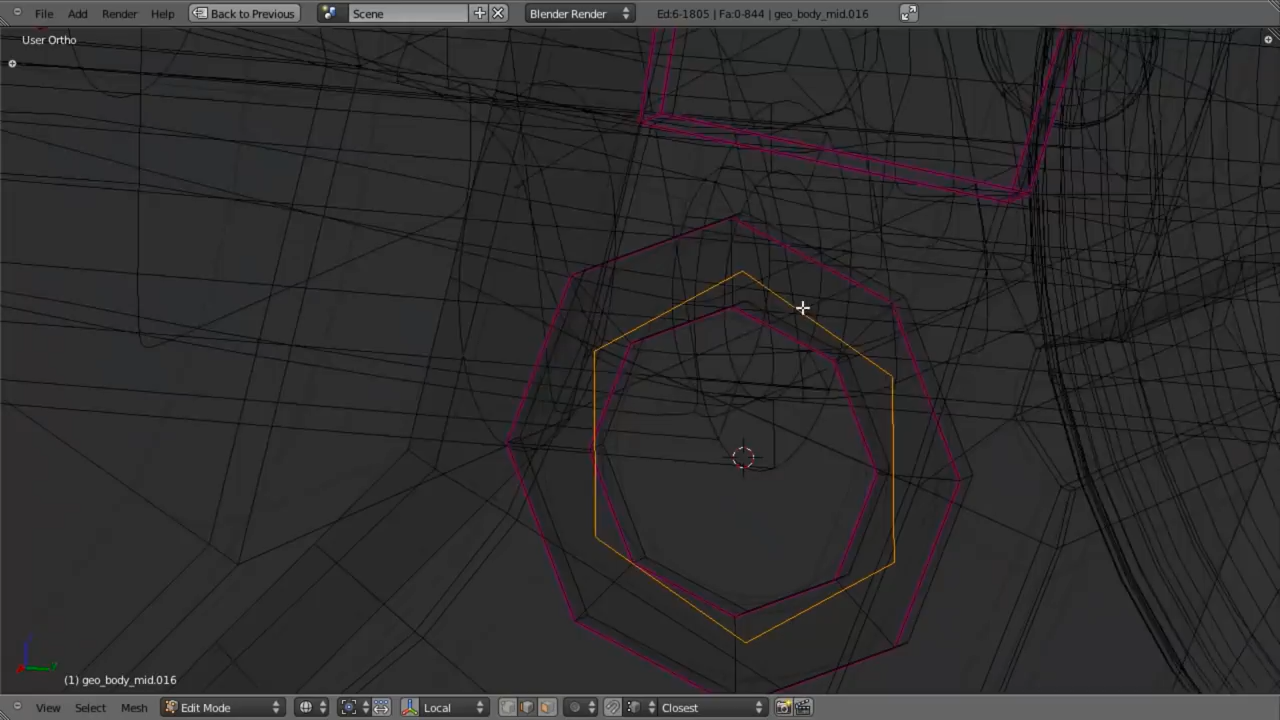 File Add Render Help Back to Previous Scene Blender Render Ed:6-1805 | Fa:0-844 | geo_body_mid.016
User Ortho
(1) geo_body_mid.016
View Select Mesh Edit Mode Local Closest